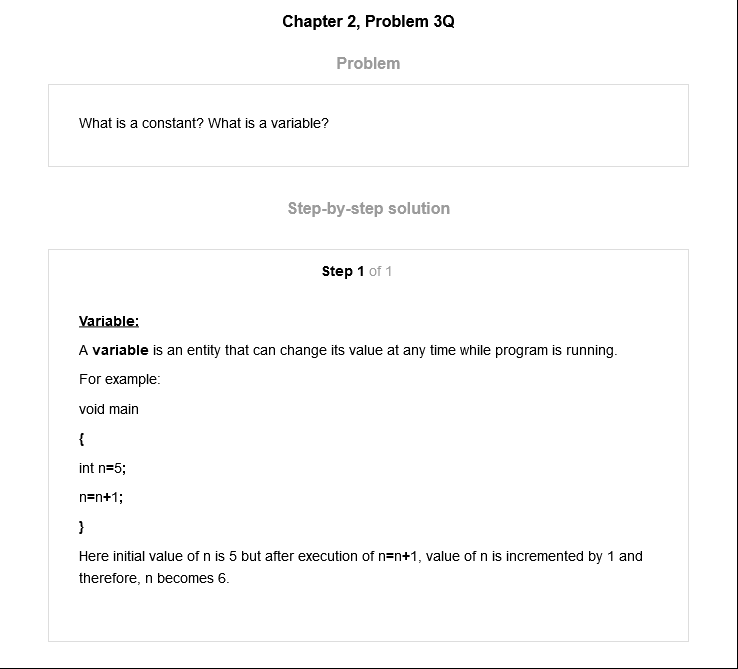 Chapter 2, Problem 3Q
Problem
What is a constant? What is a variable?
Step-by-step solution
Step 1 of 1
Variable:
A variable is an entity that can change its value at any time while program is running.
For example:
void main
{
int n=5;
n=n+1;
}
Here initial value of n is 5 but after execution of n=n+1, value of n is incremented by 1 and
therefore, n becomes 6.